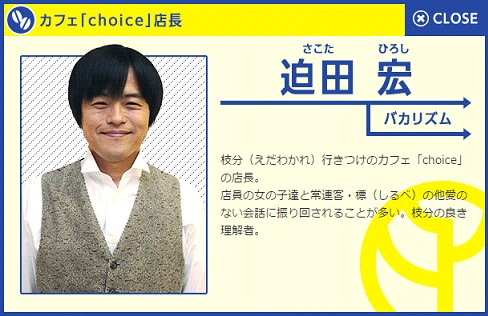 カフェ「choice」店長
CLOSE
さこた ひろし
迫田 宏
バカリズム
枝分（えだわかれ）行きつけのカフェ「choice」
の店長。
店員の女の子達と常連客・標（しるべ）の他愛の
ない会話に振り回されることが多い。枝分の良き
理解者。